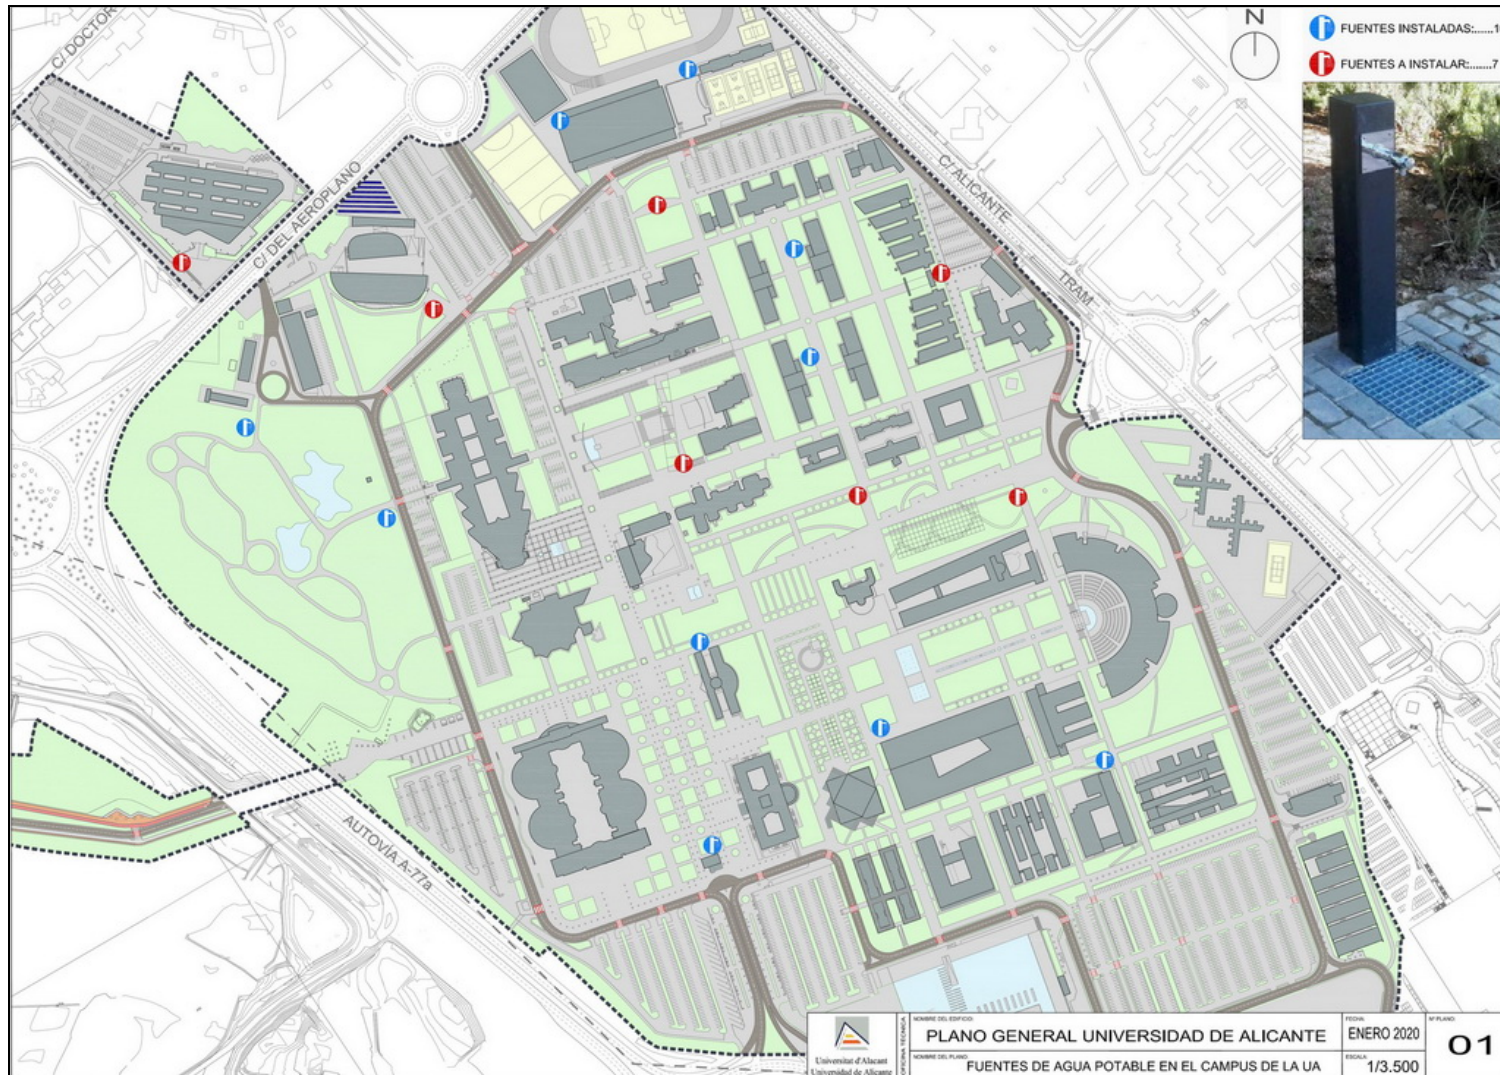 N
FUENTES INSTALADAS:......1
FUENTES A INSTALAR:.......7
C/ DOCTOR
C/ DEL AEROPLANO
C/ ALICANTE
TRAM
AUTOVÍA A-77a
Universitat d'Alacant
Universidad de Alicante
OFICINA TÉCNICA
NOMBRE DEL EDIFICIO:
PLANO GENERAL UNIVERSIDAD DE ALICANTE
NOMBRE DEL PLANO:
FUENTES DE AGUA POTABLE EN EL CAMPUS DE LA UA
FECHA:
ENERO 2020
ESCALA:
1/3.500
Nº PLANO:
01